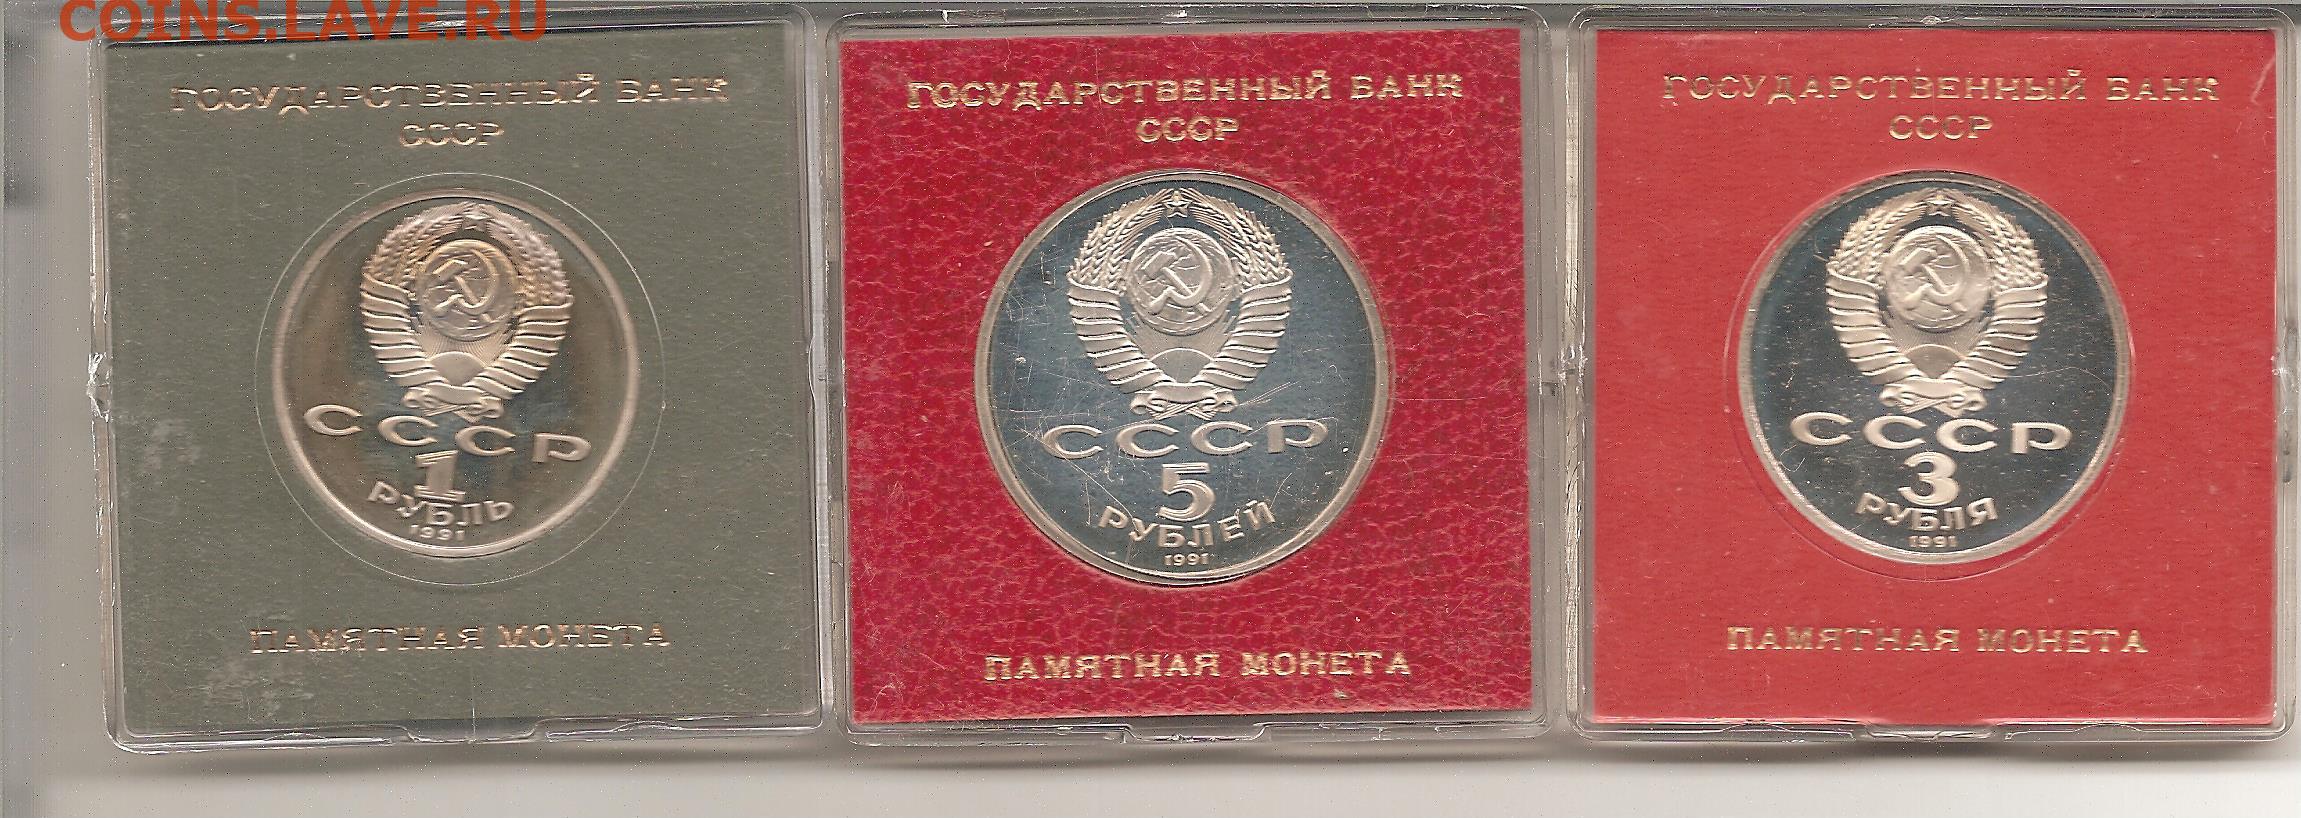 COINS.LAVE.RU
ГОСУДАРСТВЕННЫЙ БАНК
СССР
СССР
1
РУБЛЬ
1991
ПАМЯТНАЯ МОНЕТА
ГОСУДАРСТВЕННЫЙ БАНК
СССР
СССР
5
РУБЛЕЙ
1991
ПАМЯТНАЯ МОНЕТА
ГОСУДАРСТВЕННЫЙ БАНК
СССР
СССР
3
РУБЛЯ
1991
ПАМЯТНАЯ МОНЕТА